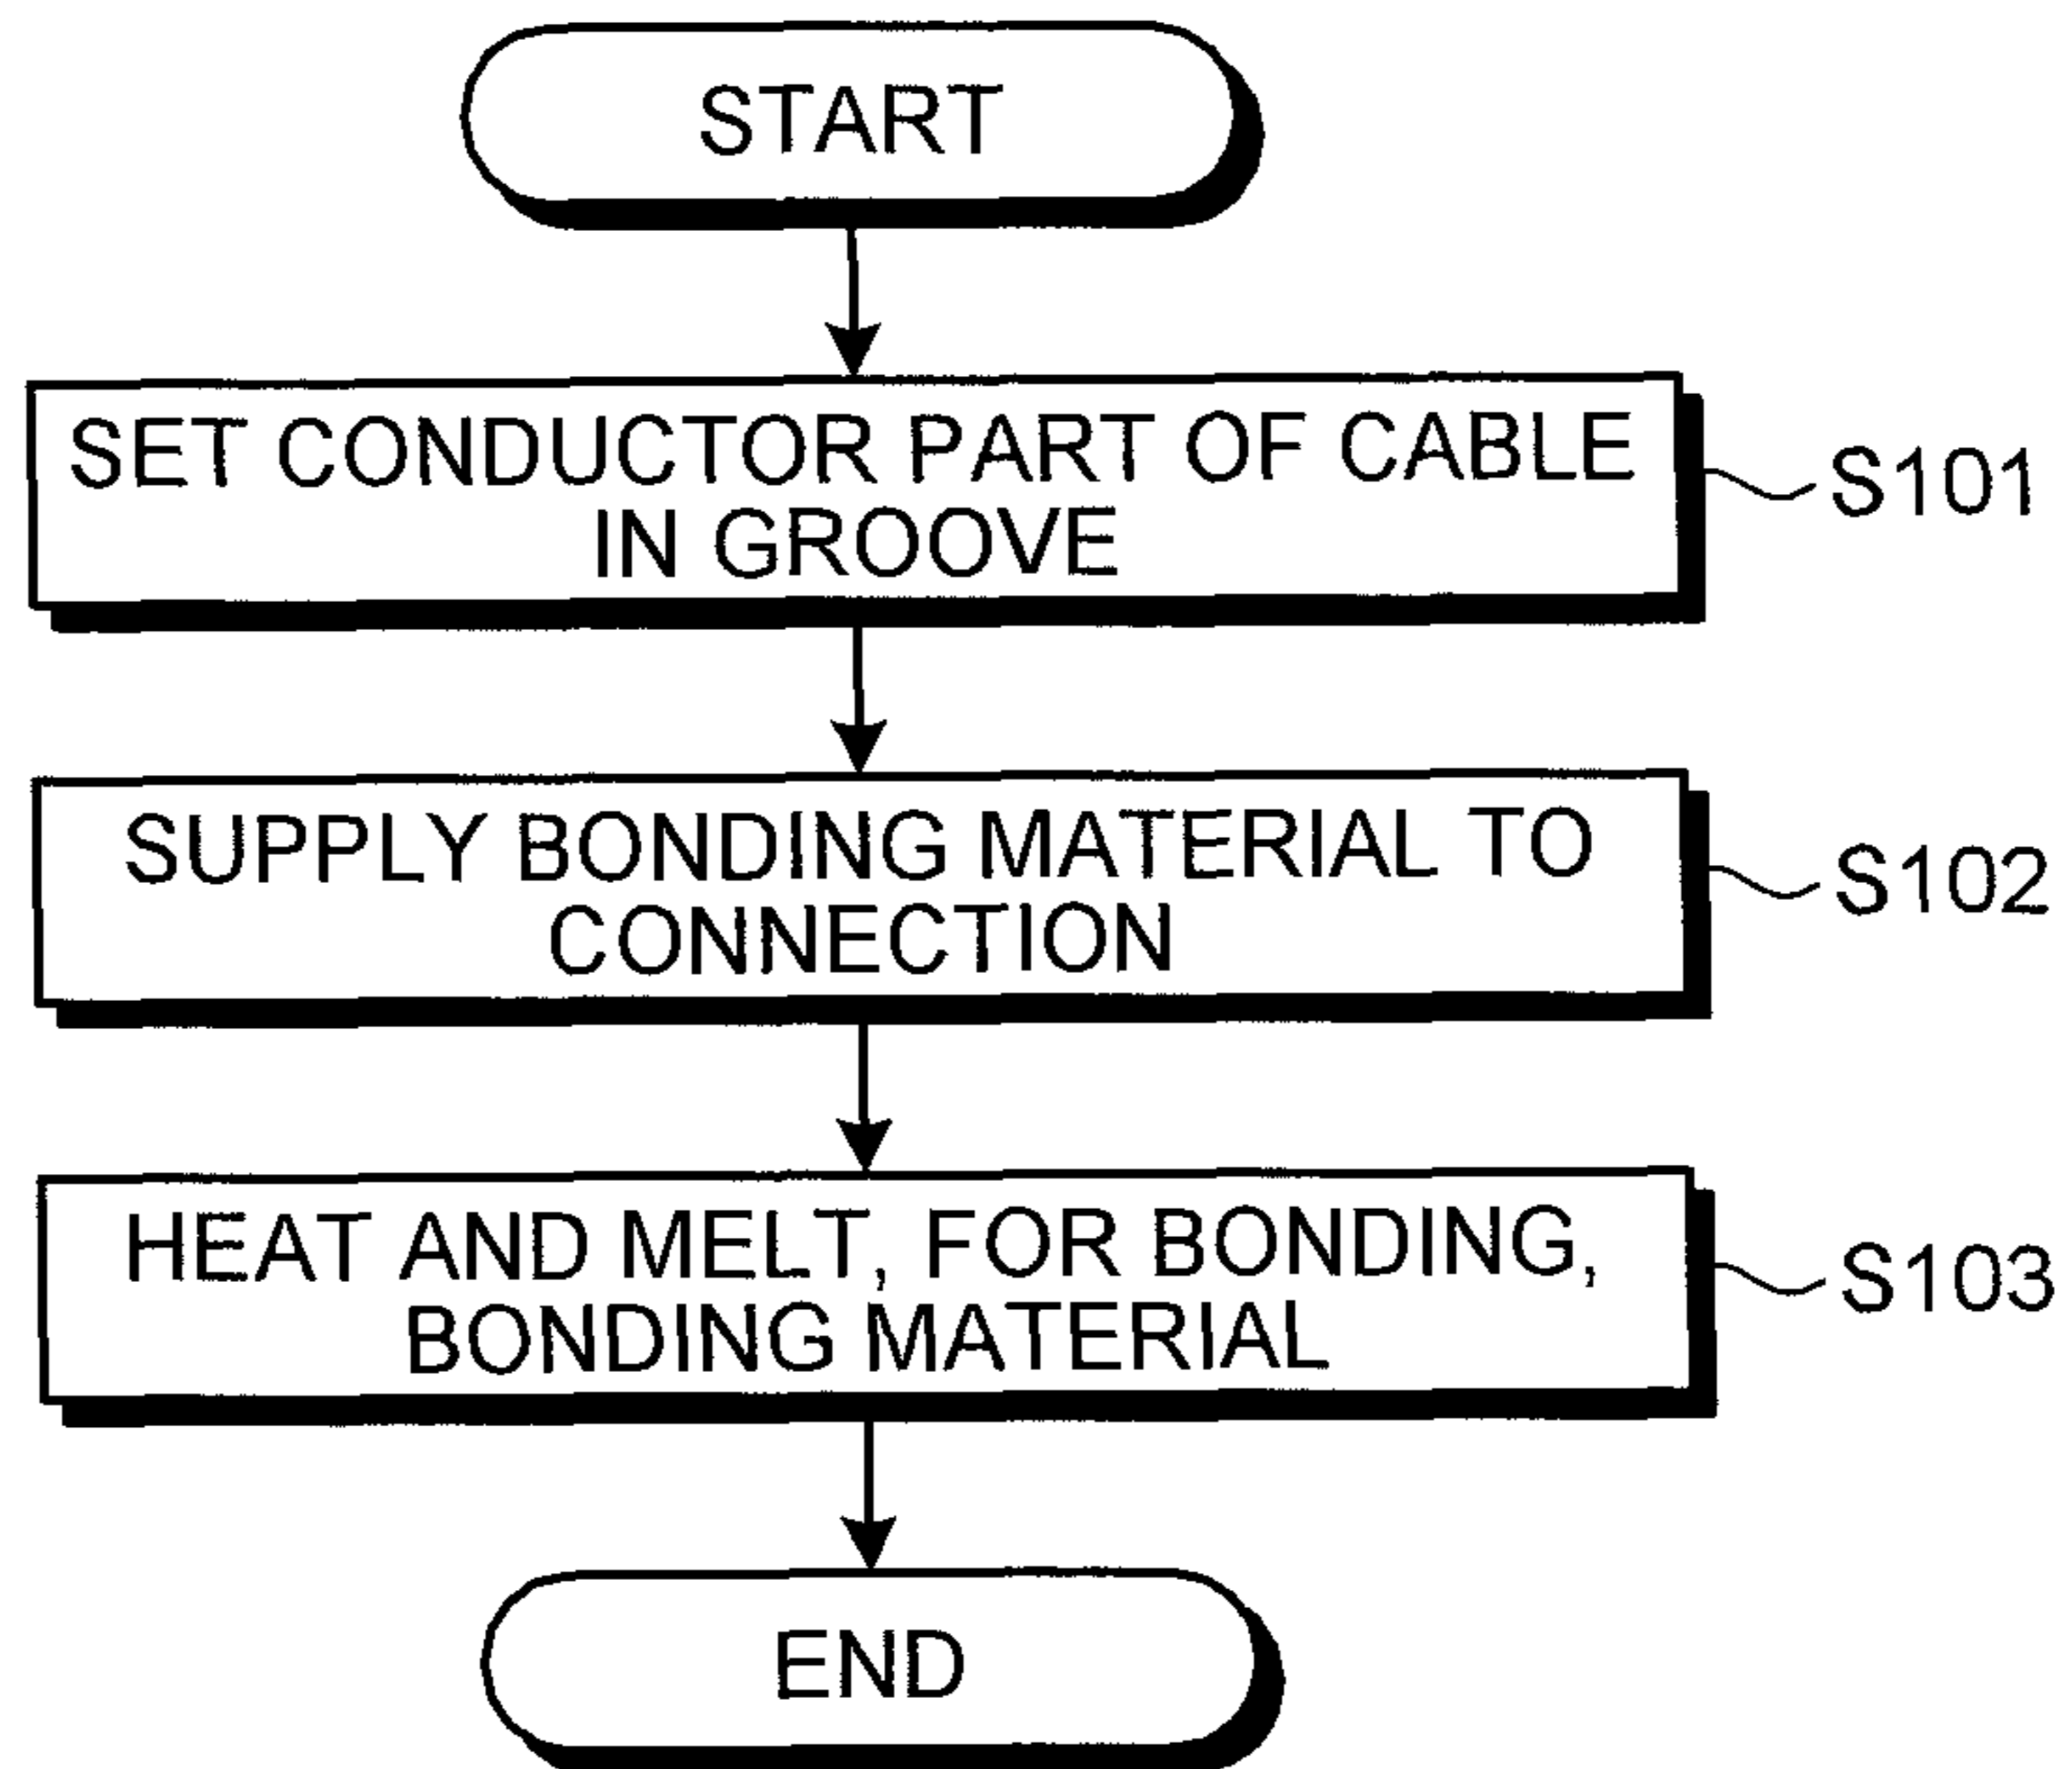 START
SET CONDUCTOR PART OF CABLE
IN GROOVE
S101
SUPPLY BONDING MATERIAL TO
CONNECTION
S102
HEAT AND MELT, FOR BONDING,
BONDING MATERIAL
S103
END